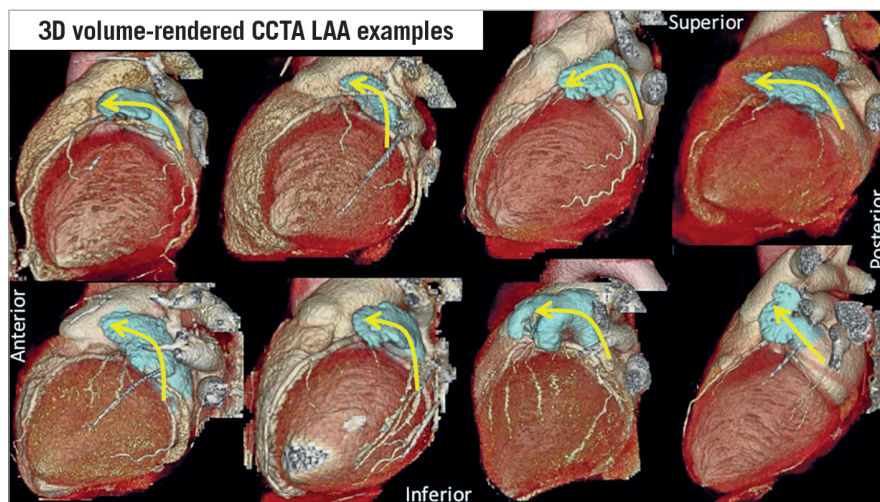 3D volume-rendered CCTA LAA examples
Superior
Anterior
Posterior
Inferior